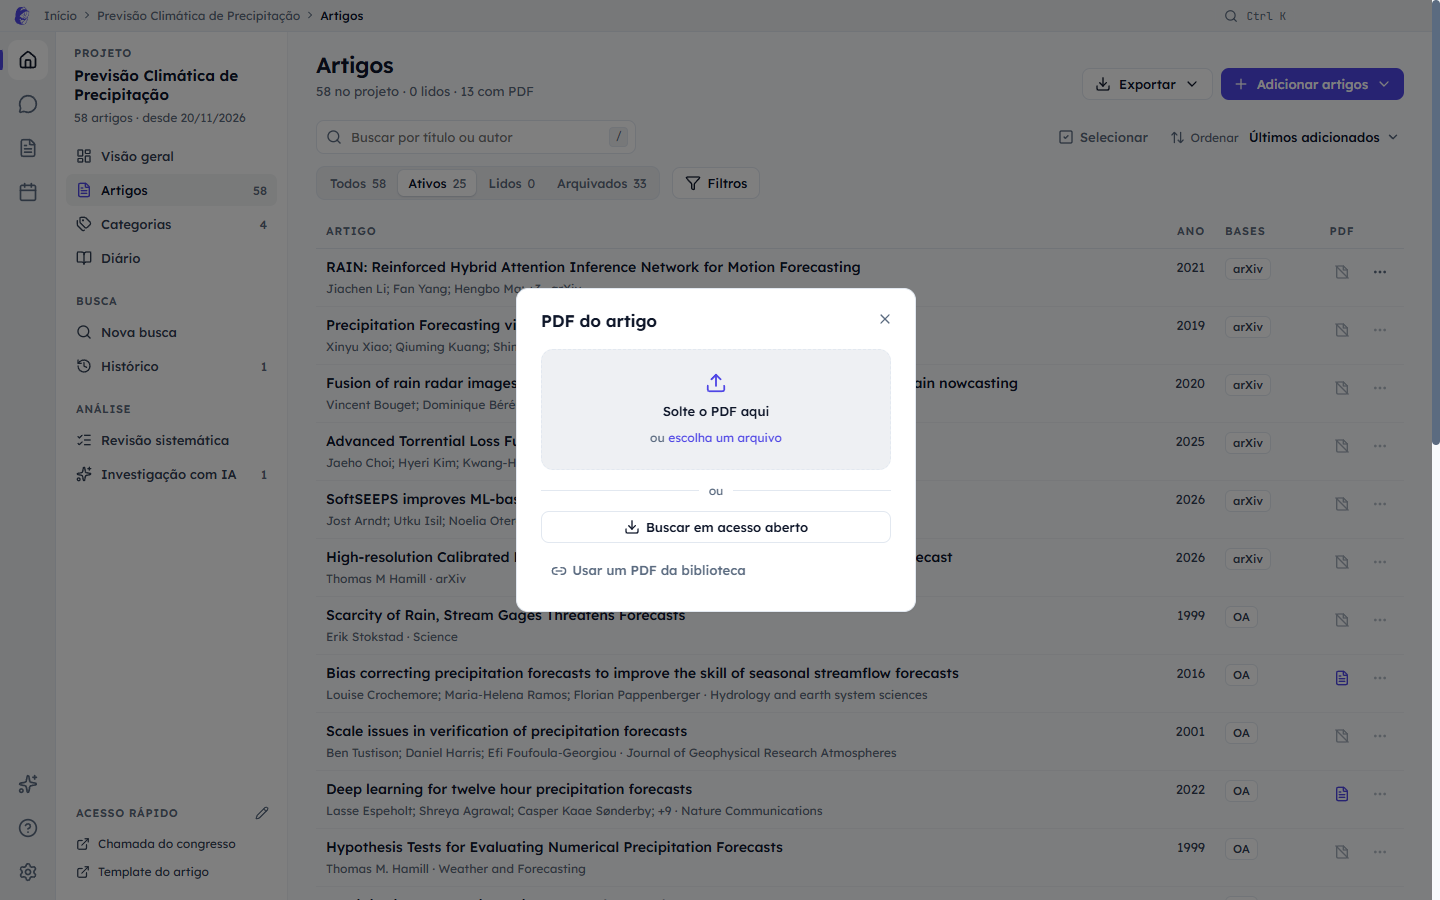 Início > Previsão Climática de Precipitação > Artigos
Ctrl K
PROJETO
Previsão Climática de
Precipitação
58 artigos · desde 20/11/2026
Visão geral
Artigos 58
Categorias 4
Diário
BUSCA
Nova busca
Histórico 1
ANÁLISE
Revisão sistemática
Investigação com IA 1
ACESSO RÁPIDO
Chamada do congresso
Template do artigo
Artigos
58 no projeto · 0 lidos · 13 com PDF
Exportar
Adicionar artigos
Buscar por título ou autor /
Selecionar
Ordenar Últimos adicionados
Todos 58
Ativos 25
Lidos 0
Arquivados 33
Filtros
ARTIGO ANO BASES PDF
RAIN: Reinforced Hybrid Attention Inference Network for Motion Forecasting 2021 arXiv
Jiachen Li; Fan Yang; Hengbo
Precipitation Forecasting 2019 arXiv
Xinyu Xiao; Qiuming Kuang;
Fusion of rain radar images ain nowcasting 2020 arXiv
Vincent Bouget; Dominique
Advanced Torrential Loss 2025 arXiv
Jaeho Choi; Hyeri Kim; Kwang-H
SoftSEEPS improves 2026 arXiv
Jost Arndt; Utku Isil; Noelia
High-resolution Calibrated ecast 2026 arXiv
Thomas M Hamill · arXiv
Scarcity of Rain, Stream Gages Threatens Forecasts 1999 OA
Erik Stokstad · Science
Bias correcting precipitation forecasts to improve the skill of seasonal streamflow forecasts 2016 OA
Louise Crochemore; Maria-Helena Ramos; Florian Pappenberger · Hydrology and earth system sciences
Scale issues in verification of precipitation forecasts 2001 OA
Ben Tustison; Daniel Harris; Efi Foufoula-Georgiou · Journal of Geophysical Research Atmospheres
Deep learning for twelve hour precipitation forecasts 2022 OA
Lasse Espeholt; Shreya Agrawal; Casper Kaae Sønderby; +9 · Nature Communications
Hypothesis Tests for Evaluating Numerical Precipitation Forecasts 1999 OA
Thomas M. Hamill · Weather and Forecasting
PDF do artigo
Solte o PDF aqui
ou escolha um arquivo
ou
Buscar em acesso aberto
Usar um PDF da biblioteca